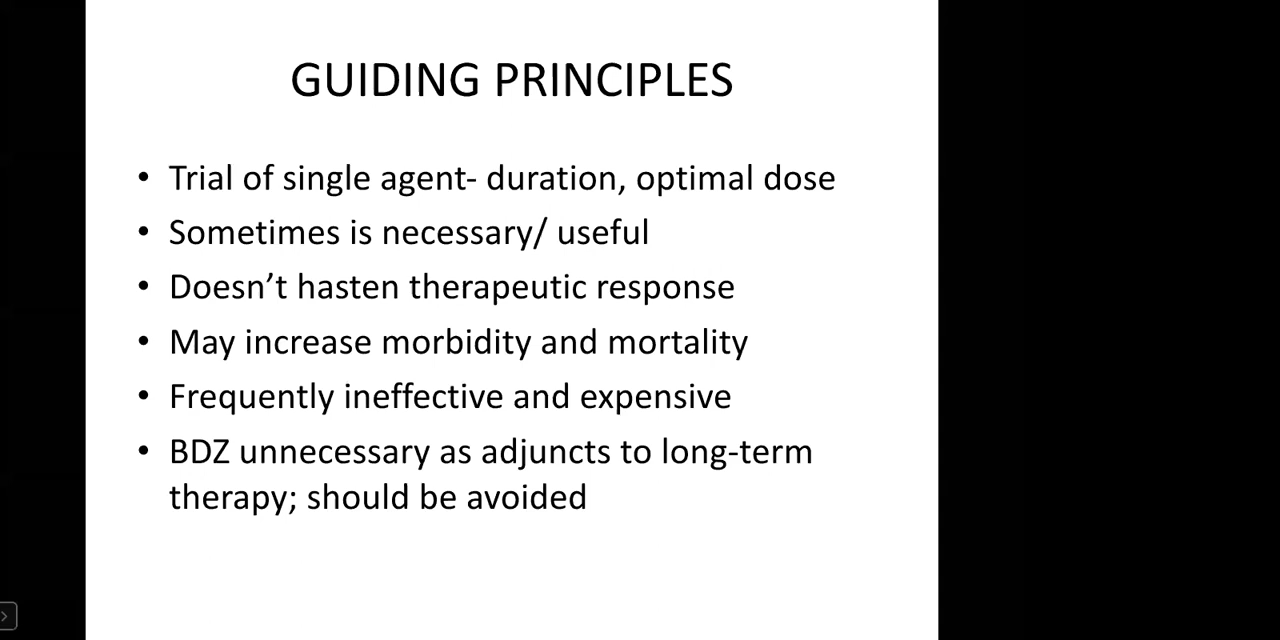 GUIDING PRINCIPLES
• Trial of single agent- duration, optimal dose
• Sometimes is necessary/ useful
• Doesn’t hasten therapeutic response
• May increase morbidity and mortality
• Frequently ineffective and expensive
• BDZ unnecessary as adjuncts to long-term
therapy; should be avoided